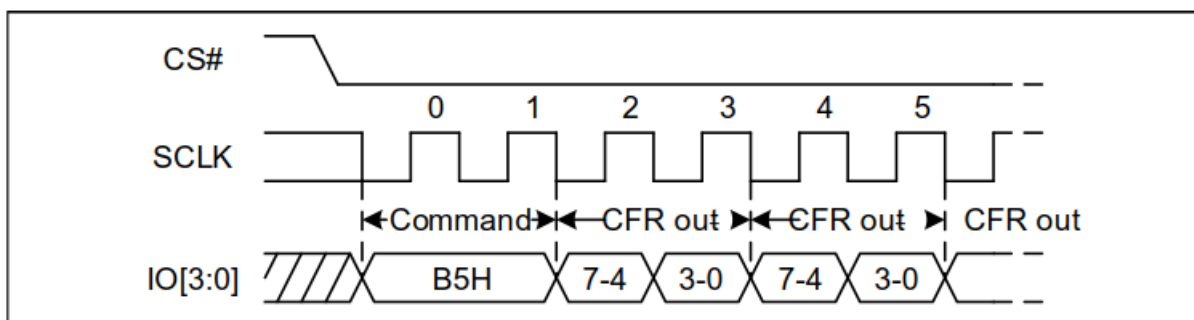 CS#
0 1 2 3 4 5
SCLK
Command CFR out CFR out CFR out
IO[3:0] B5H 7-4 3-0 7-4 3-0